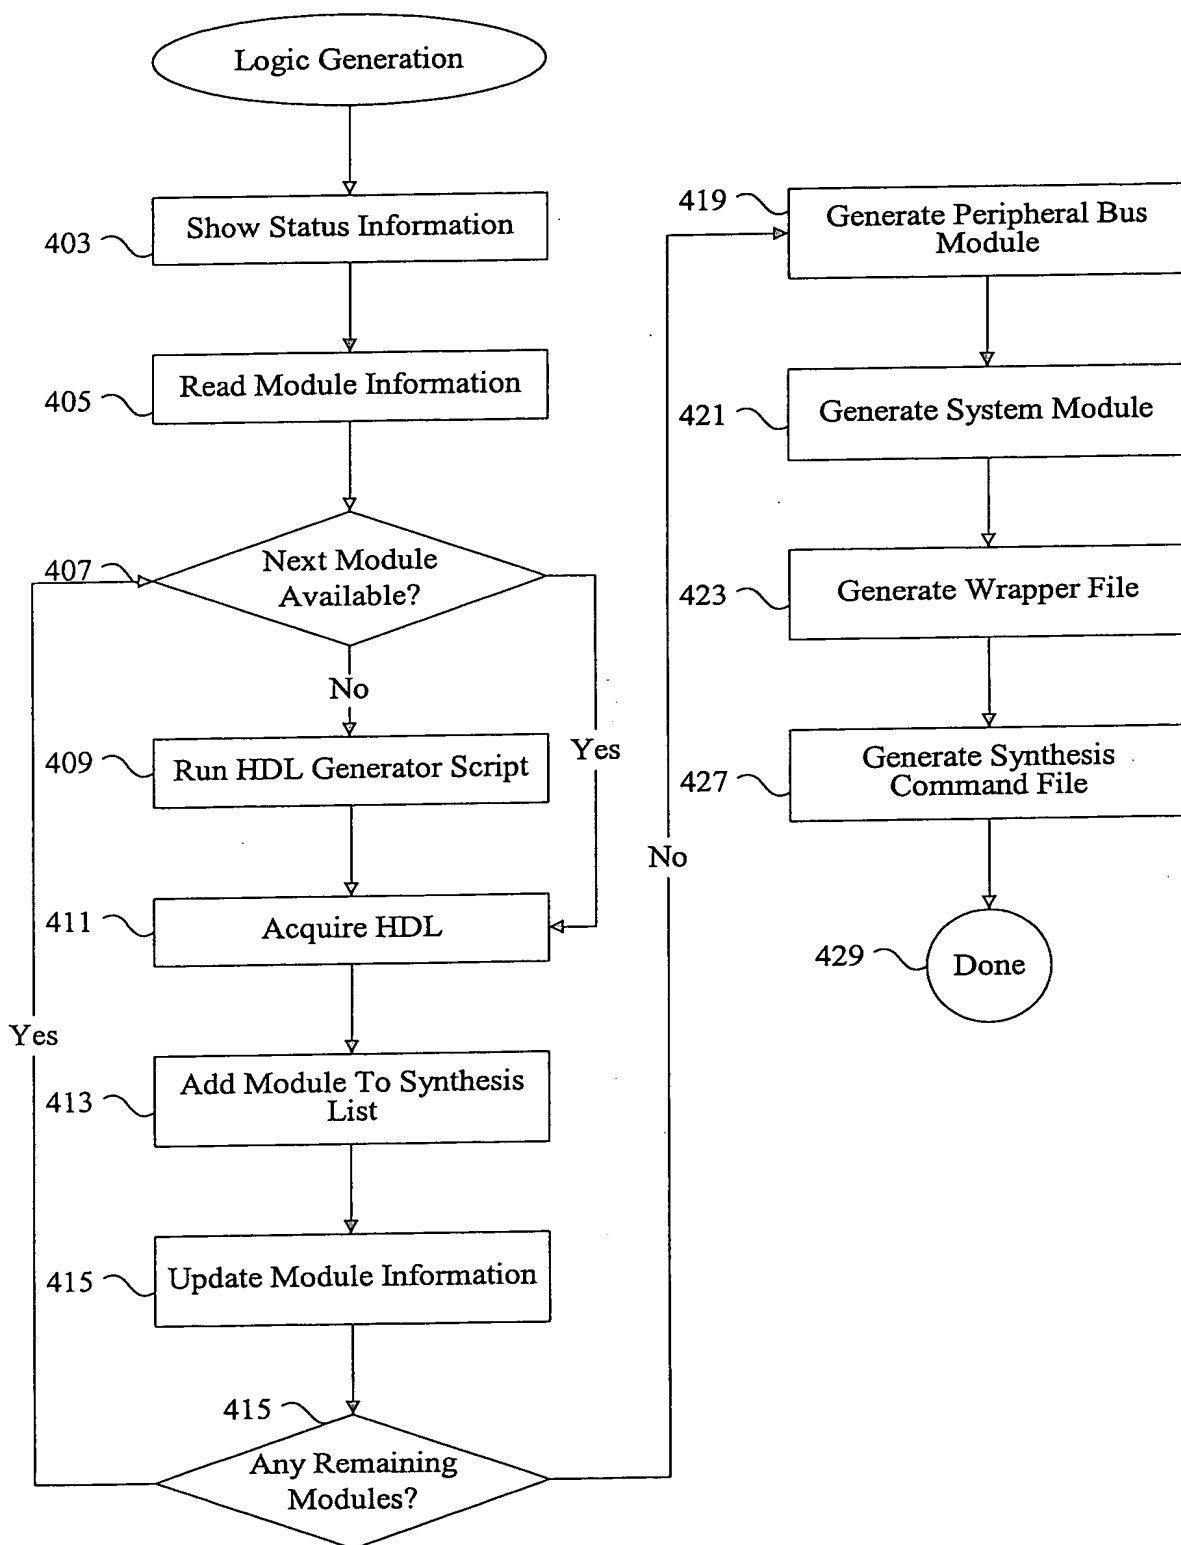 Logic Generation
403
Show Status Information
405
Read Module Information
407
Next Module
Available?
No
Yes
409
Run HDL Generator Script
411
Acquire HDL
413
Add Module To Synthesis
List
415
Update Module Information
415
Any Remaining
Modules?
Yes
No
419
Generate Peripheral Bus
Module
421
Generate System Module
423
Generate Wrapper File
427
Generate Synthesis
Command File
429
Done